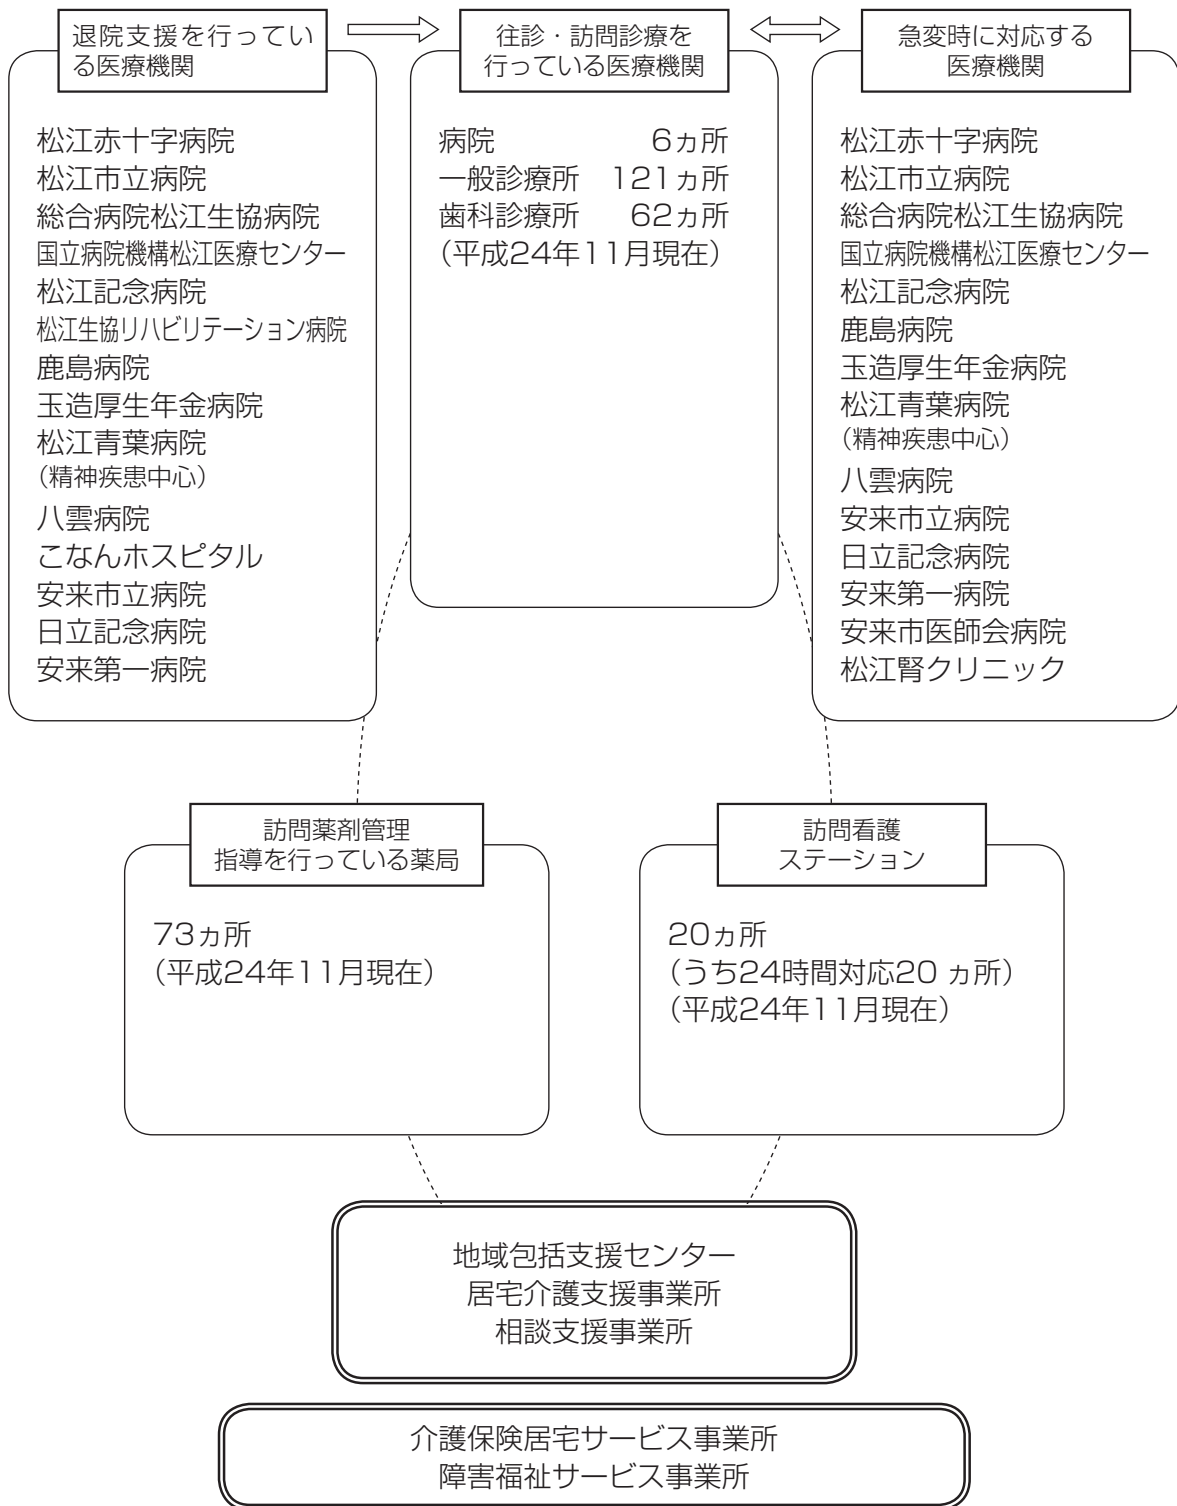 退院支援を行ってい
る医療機関
松江赤十字病院
松江市立病院
総合病院松江生協病院
国立病院機構松江医療センター
松江記念病院
松江生協リハビリテーション病院
鹿島病院
玉造厚生年金病院
松江青葉病院
（精神疾患中心）
八雲病院
こなんホスピタル
安来市立病院
日立記念病院
安来第一病院
往診・訪問診療を
行っている医療機関
病院 6ヵ所
一般診療所 121ヵ所
歯科診療所 62ヵ所
（平成24年11月現在）
急変時に対応する
医療機関
松江赤十字病院
松江市立病院
総合病院松江生協病院
国立病院機構松江医療センター
松江記念病院
鹿島病院
玉造厚生年金病院
松江青葉病院
（精神疾患中心）
八雲病院
安来市立病院
日立記念病院
安来第一病院
安来市医師会病院
松江腎クリニック
訪問薬剤管理
指導を行っている薬局
73ヵ所
（平成24年11月現在）
訪問看護
ステーション
20ヵ所
（うち24時間対応20 ヵ所）
（平成24年11月現在）
地域包括支援センター
居宅介護支援事業所
相談支援事業所
介護保険居宅サービス事業所
障害福祉サービス事業所